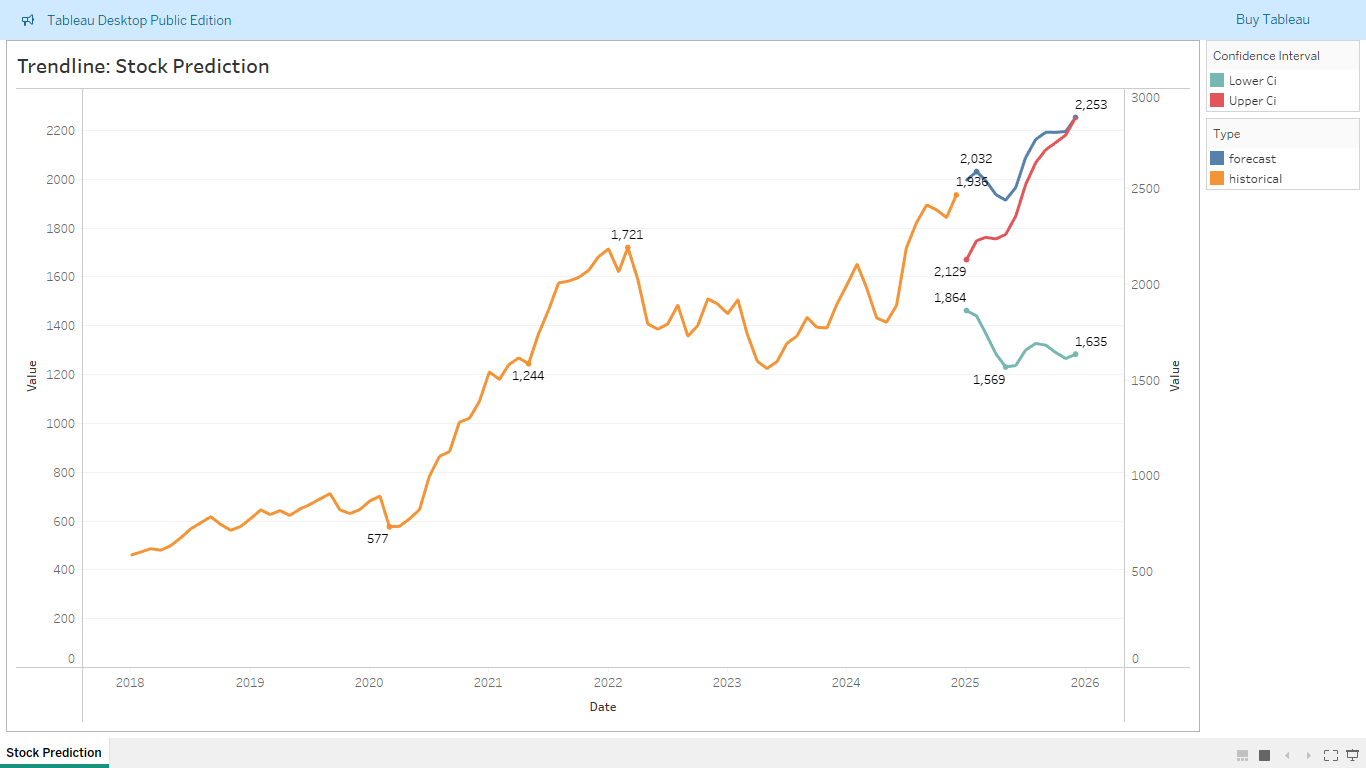 Tableau Desktop Public Edition
Buy Tableau
Trendline: Stock Prediction
Confidence Interval
Lower Ci
Upper Ci
Type
forecast
historical
2200
2000
1800
1600
1400
1200
1000
800
600
400
200
0
Value
2,253
2,032
1,936
1,721
2,129
1,864
1,635
1,569
1,244
577
3000
2500
2000
1500
1000
500
0
Value
2018
2019
2020
2021
2022
2023
2024
2025
2026
Date
Stock Prediction